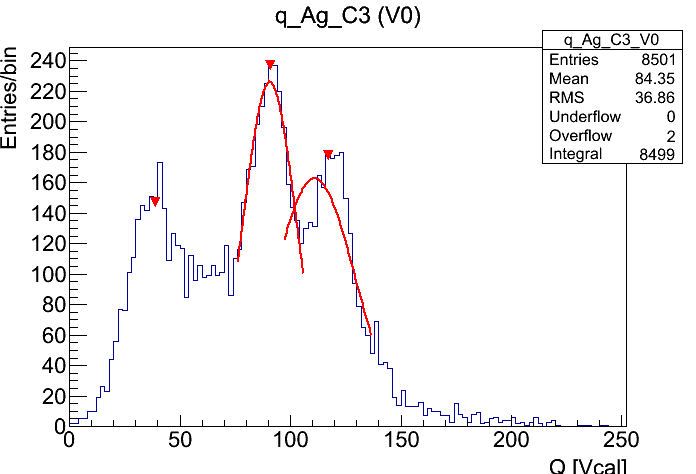 q_Ag_C3 (V0)
q_Ag_C3_V0
Entries 8501
Mean 84.35
RMS 36.86
Underflow 0
Overflow 2
Integral 8499
Entries/bin
240
220
200
180
160
140
120
100
80
60
40
20
0
0 50 100 150 200 250
Q [Vcal]